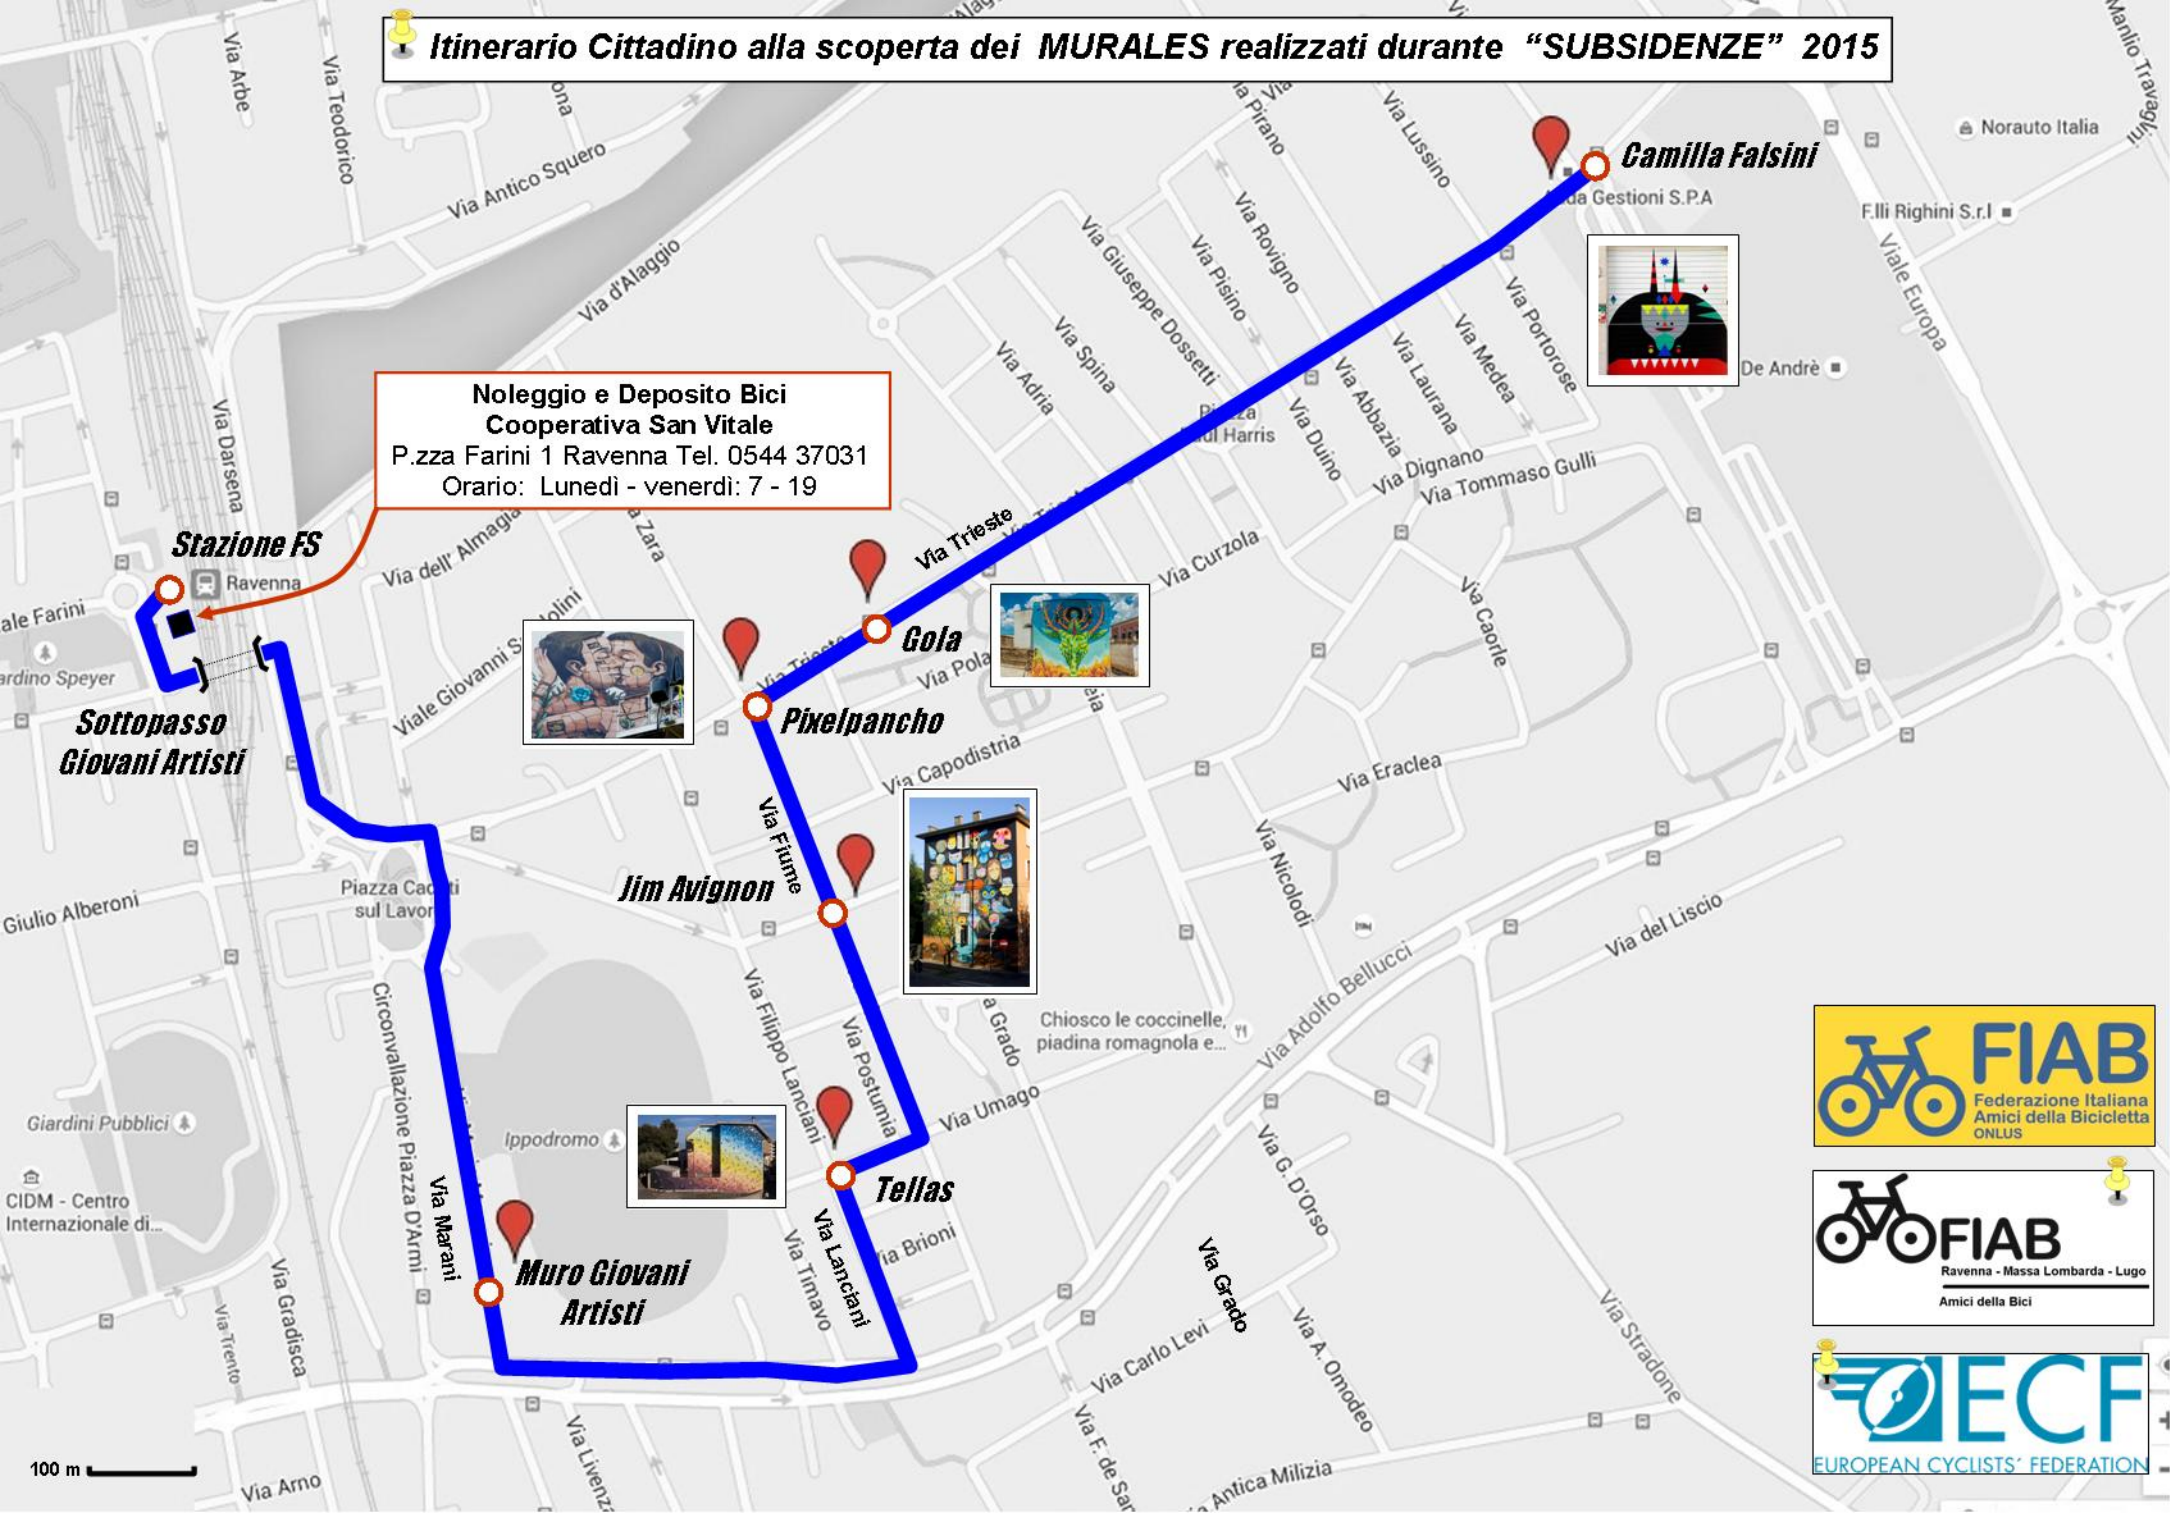 Itinerario Cittadino alla scoperta dei MURALES realizzati durante “SUBSIDENZE” 2015
Via Arbe
Via Teodorico
Via Antico Squero
Via d'Alaggio
Via Darsena
Via Lussino
Via Rovigno
Via Pisino
Via Giuseppe Dossetti
Via Spina
Via Adria
Camilla Falsini
Gestioni S.P.A
Norauto Italia
F.lli Righini S.r.l
Viale Europa
De Andrè
Via Portorose
Via Medea
Via Laurana
Via Abbazia
Via Duino
Via Dignano
Via Tommaso Gulli
Harris
Noleggio e Deposito Bici
Cooperativa San Vitale
P.zza Farini 1 Ravenna Tel. 0544 37031
Orario: Lunedì - venerdì: 7 - 19
Stazione FS
Ravenna
Via dell' Almagià
Zara
Via Trieste
Via Curzola
Via Caorle
Gola
Via Pola
Via Trieste
Viale Giovanni
Sottopasso
Giovani Artisti
Pixelpancho
Via Capodistria
Via Eraclea
Via Fiume
Jim Avignon
Via Nicolodi
Via del Liscio
Via Adolfo Bellucci
Piazza
sul
Giulio Alberoni
Circonvallazione Piazza D'Armi
Via Filippo Lanciani
Via Postumia
Grado
Chiosco le coccinelle,
piadina romagnola e...
Via Umago
Giardini Pubblici
Ippodromo
CIDM - Centro
Internazionale di...
Via Marani
Tellas
Via Lanciani
Via Timavo
Via Brioni
Muro Giovani
Artisti
Via Gradisca
Via Trento
Via G. D'Orso
Via Grado
Via Carlo Levi
Via A. Omodeo
Via Stradone
Antica Milizia
Via Arno
100 m
FIAB
Federazione Italiana
Amici della Bicicletta
ONLUS
FIAB
Ravenna - Massa Lombarda - Lugo
Amici della Bici
ECF
EUROPEAN CYCLISTS' FEDERATION